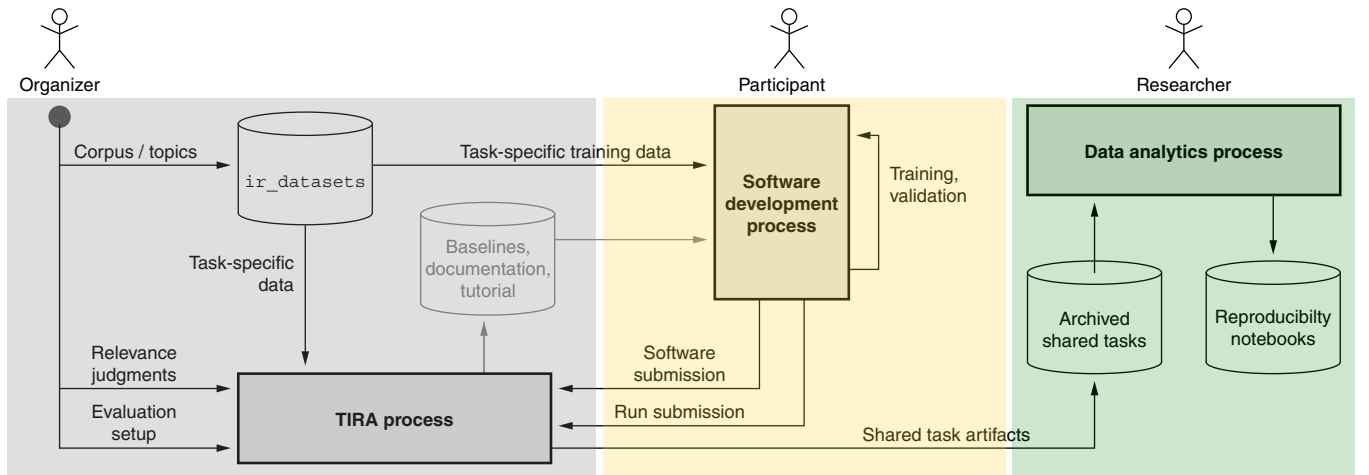 Organizer
Participant
Researcher
Corpus / topics
ir_datasets
Task-specific training data
Software
development
process
Training,
validation
Data analytics process
Task-specific
data
Baselines,
documentation,
tutorial
Archived
shared tasks
Reproducibilty
notebooks
Relevance
judgments
Software
submission
Evaluation
setup
TIRA process
Run submission
Shared task artifacts